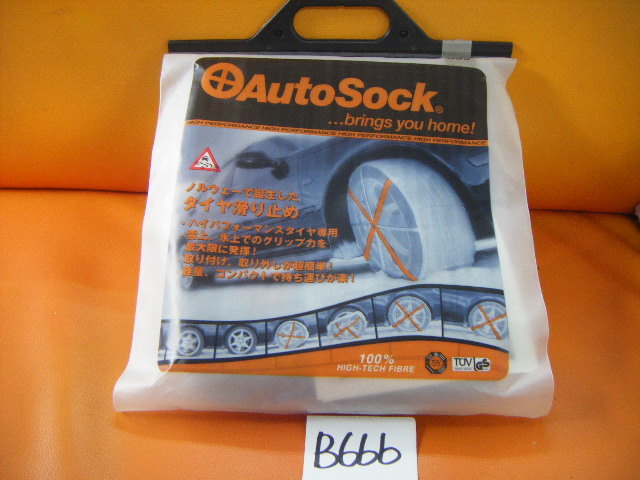 AutoSock®
...brings you home!
HIGH PERFORMANCE HIGH PERFORMANCE HIGH PERFORMANCE HIGH PERFORMANCE
ノルウェーで誕生した
タイヤ滑り止め
・ハイパフォーマンスタイヤ専用
雪上、氷上でのグリップ力を
最大限に発揮!
取り付け、取り外しが超簡単!
軽量、コンパクトで持ち運びが楽!
100%
HIGH-TECH FIBRE
TÜV
GS
B666